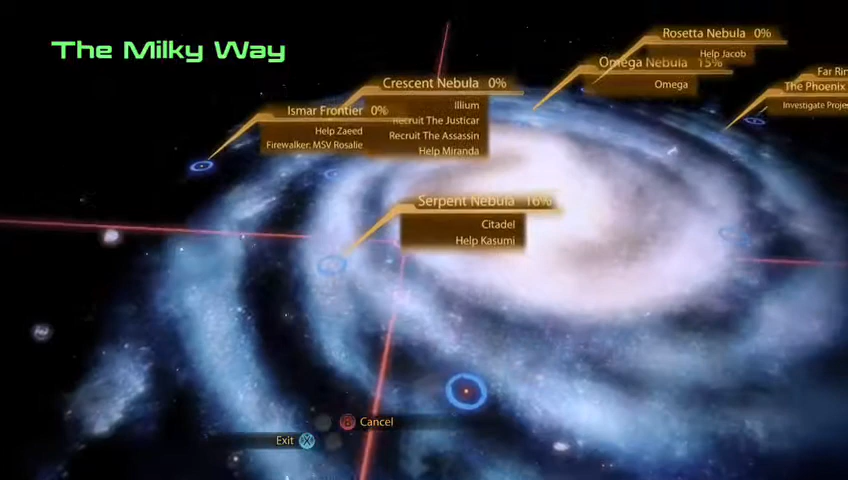 The Milky Way
Rosetta Nebula 0%
Help Jacob
Omega Nebula 15%
Omega
Far Rin
The Phoenix
Investigate Proje
Crescent Nebula 0%
Illium
Recruit The Justicar
Recruit The Assassin
Help Miranda
Ismar Frontier 0%
Help Zaeed
Firewalker: MSV Rosalie
Serpent Nebula 16%
Citadel
Help Kasumi
B Cancel
Exit X